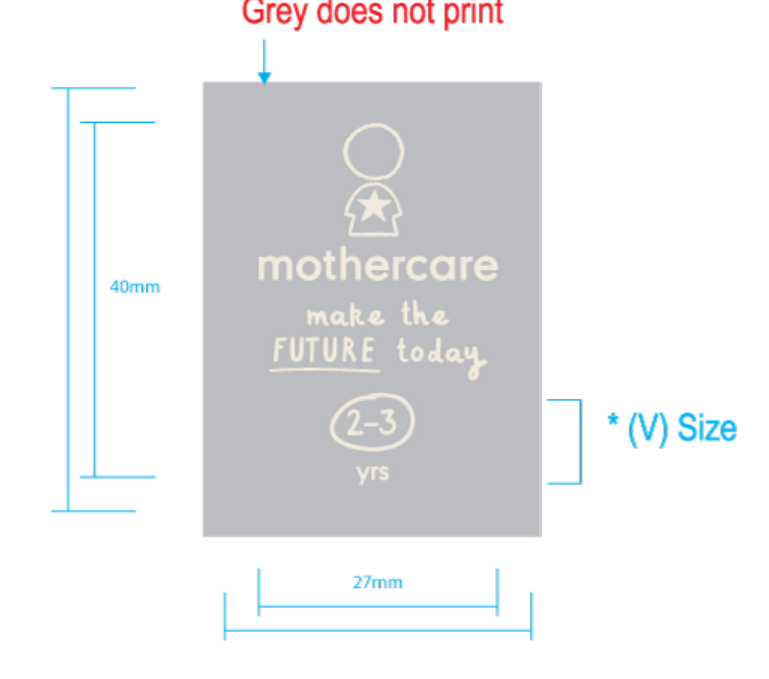 Grey does not print
40mm
mothercare
make the
FUTURE today
2-3
yrs
* (V) Size
27mm